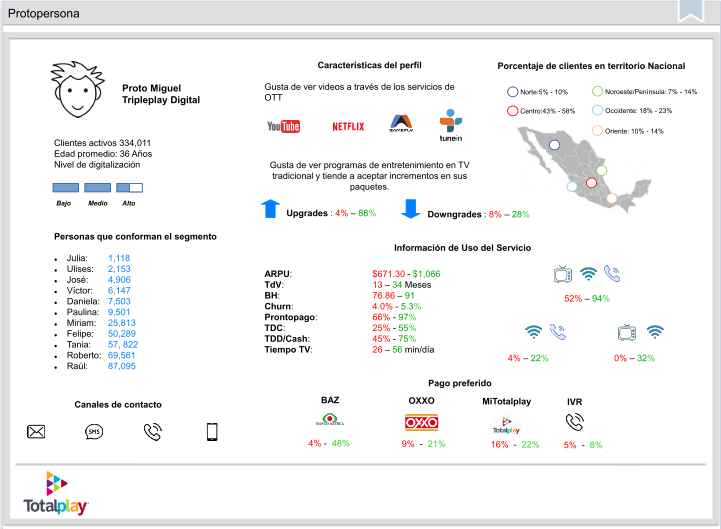 Protopersona
Proto Miguel
Tripleplay Digital
Clientes activos 334,011
Edad promedio: 36 Años
Nivel de digitalización
Bajo Medio Alto
Personas que conforman el segmento
• Julia: 1,118
• Ulises: 2,153
• José: 4,906
• Víctor: 6,147
• Daniela: 7,503
• Paulina: 9,501
• Miriam: 25,813
• Felipe: 50,289
• Tania: 57, 822
• Roberto: 69,561
• Raúl: 87,095
Canales de contacto
SMS
Características del perfil
Gusta de ver videos a través de los servicios de
OTT
YouTube NETFLIX GAMEFLY tunein
Gusta de ver programas de entretenimiento en TV
tradicional y tiende a aceptar incrementos en sus
paquetes.
Upgrades : 4% – 88% Downgrades : 8% – 28%
Porcentaje de clientes en territorio Nacional
Norte:5% - 10% Noroeste/Península: 7% - 14%
Centro:43% - 58% Occidente: 18% - 23%
Oriente: 10% - 14%
Información de Uso del Servicio
ARPU: $671.30 - $1,066
TdV: 13 – 34 Meses
BH: 76.86 – 91
Churn: 4.0% - 5.3%
Prontopago: 66% - 97%
TDC: 25% - 55%
TDD/Cash: 45% - 75%
Tiempo TV: 26 – 56 min/día
52% – 94%
4% – 22% 0% – 32%
Pago preferido
BAZ OXXO MiTotalplay IVR
OXXO Totalplay
4% - 48% 9% - 21% 16% - 22% 5% - 8%
Totalplay